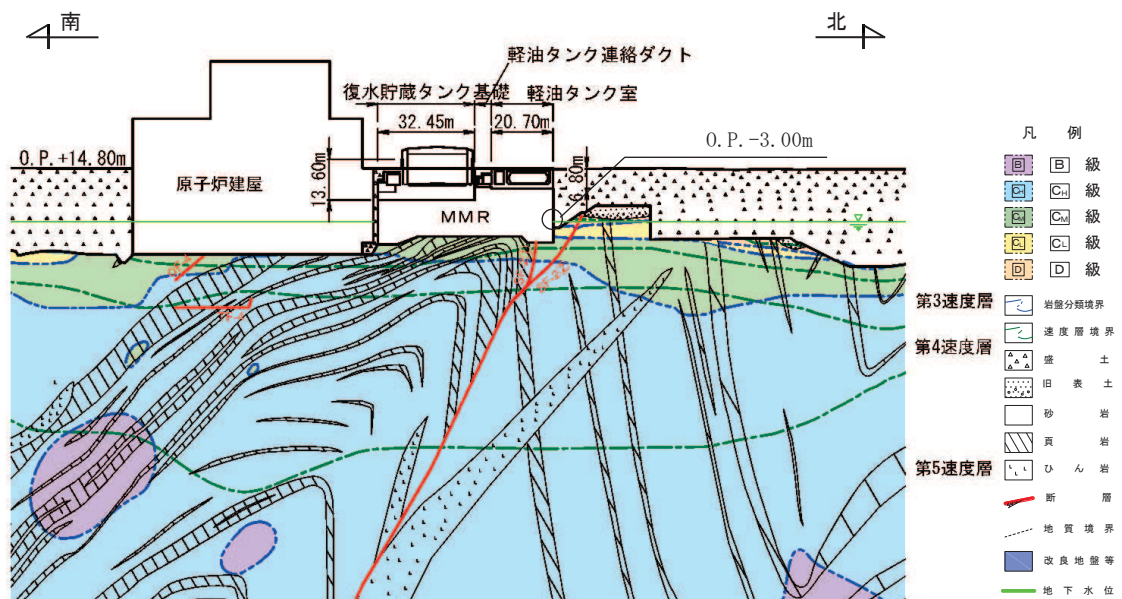 南
北
軽油タンク連絡ダクト
復水貯蔵タンク基礎
軽油タンク室
32.45m
20.70m
O.P.-3.00m
O.P.+14.80m
13.60m
6.80m
原子炉建屋
MMR
第3速度層
第4速度層
第5速度層
凡 例
B B 級
CH CH 級
CM CM 級
CL CL 級
D D 級
岩盤分類境界
速度層境界
盛 土
旧 表 土
砂 岩
頁 岩
ひ ん 岩
断 層
地 質 境 界
改 良 地 盤 等
地 下 水 位